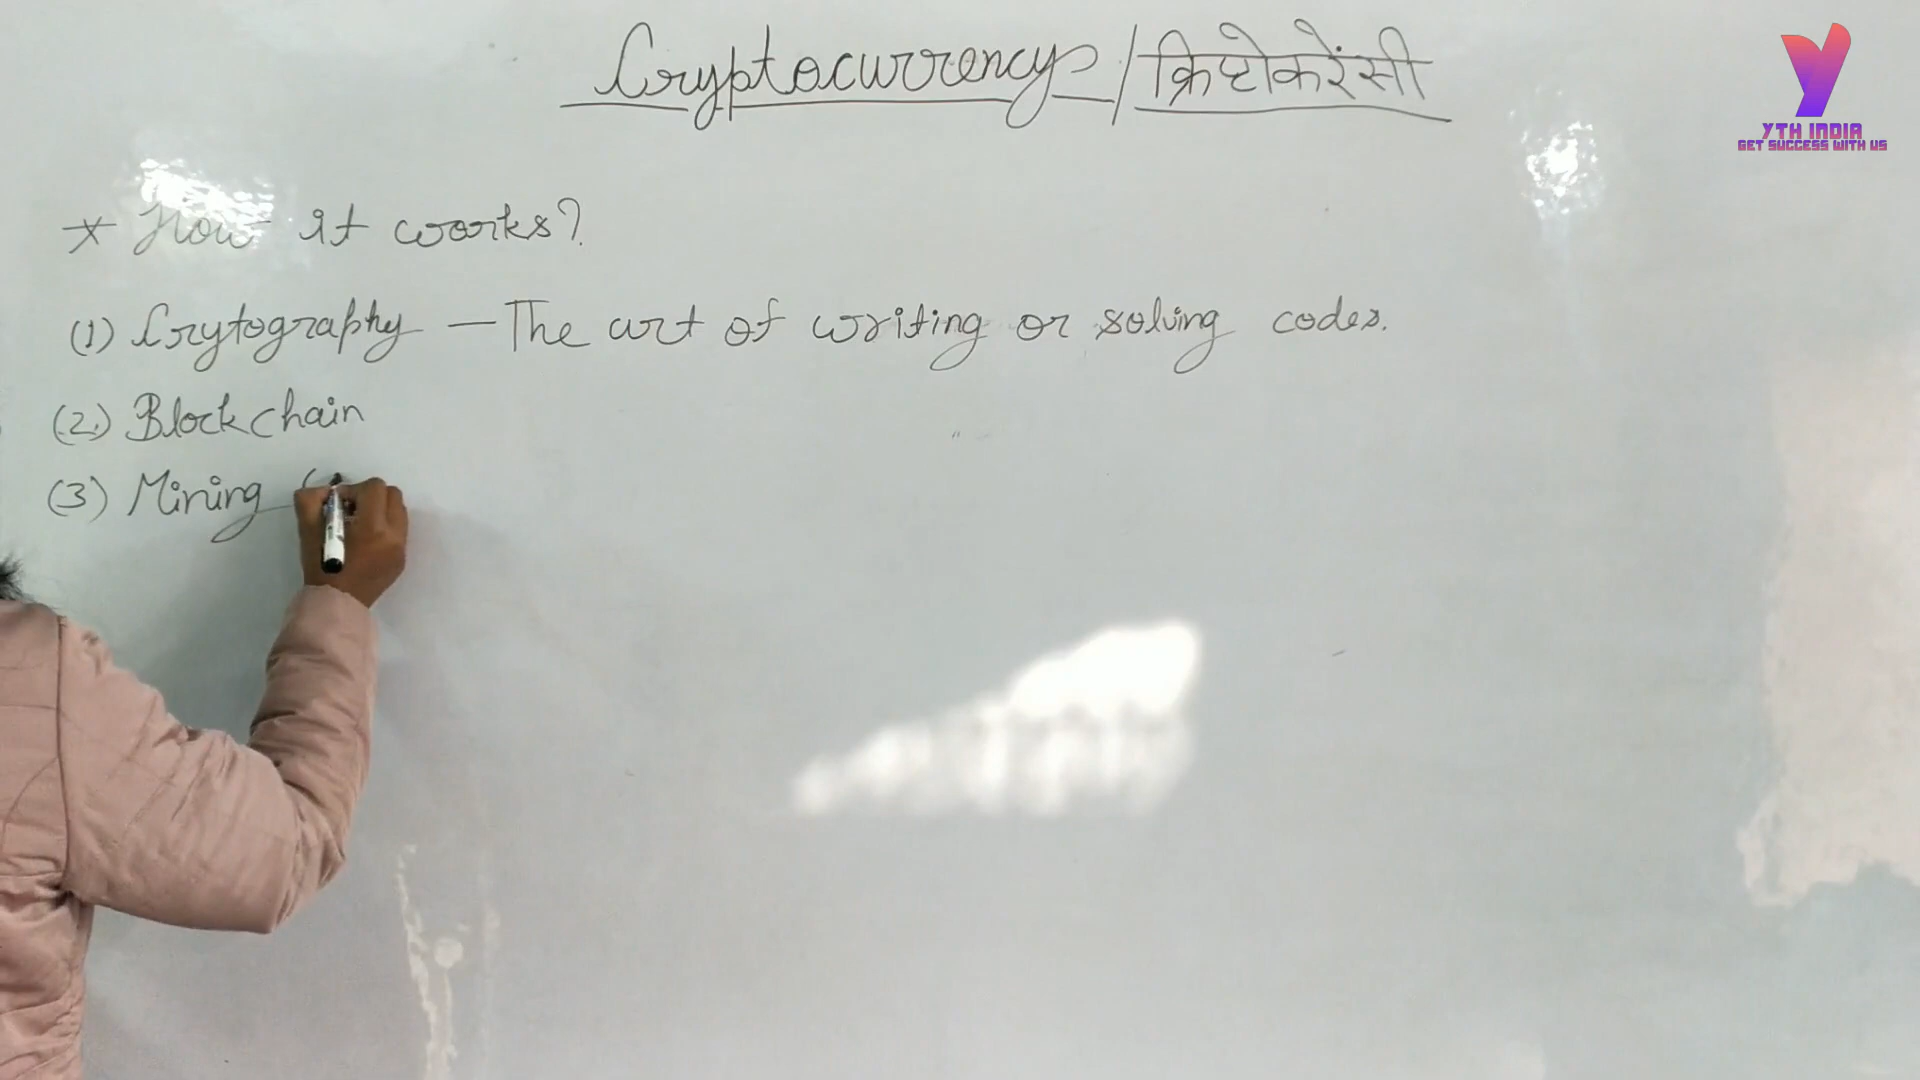 Cryptocurrency / क्रिप्टोकरेंसी
YTH INDIA
GET SUCCESS WITH US
* How it works?
(1) Crytography — The art of writing or solving codes.
(2) Blockchain
(3) Mining (